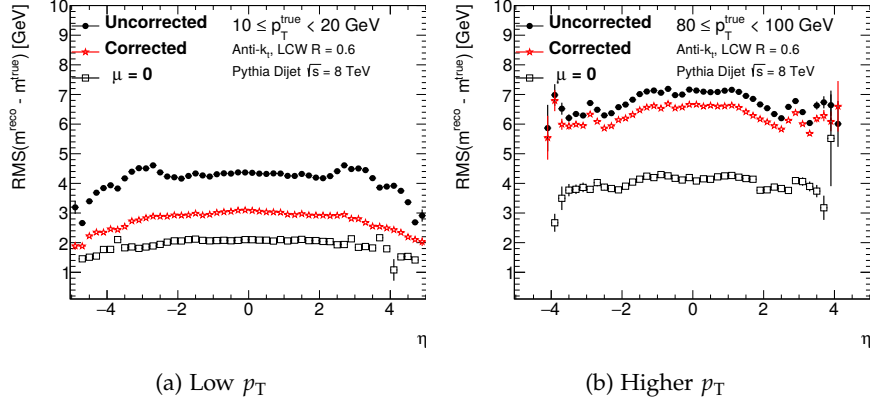 RMS(m^reco - m^true) [GeV]
10
9
8
7
6
5
4
3
2
1
Uncorrected
Corrected
μ = 0
10 ≤ p_T^true < 20 GeV
Anti-k_t, LCW R = 0.6
Pythia Dijet √s = 8 TeV
−4 −2 0 2 4
η
(a) Low p_T
RMS(m^reco - m^true) [GeV]
10
9
8
7
6
5
4
3
2
1
Uncorrected
Corrected
μ = 0
80 ≤ p_T^true < 100 GeV
Anti-k_t, LCW R = 0.6
Pythia Dijet √s = 8 TeV
−4 −2 0 2 4
η
(b) Higher p_T